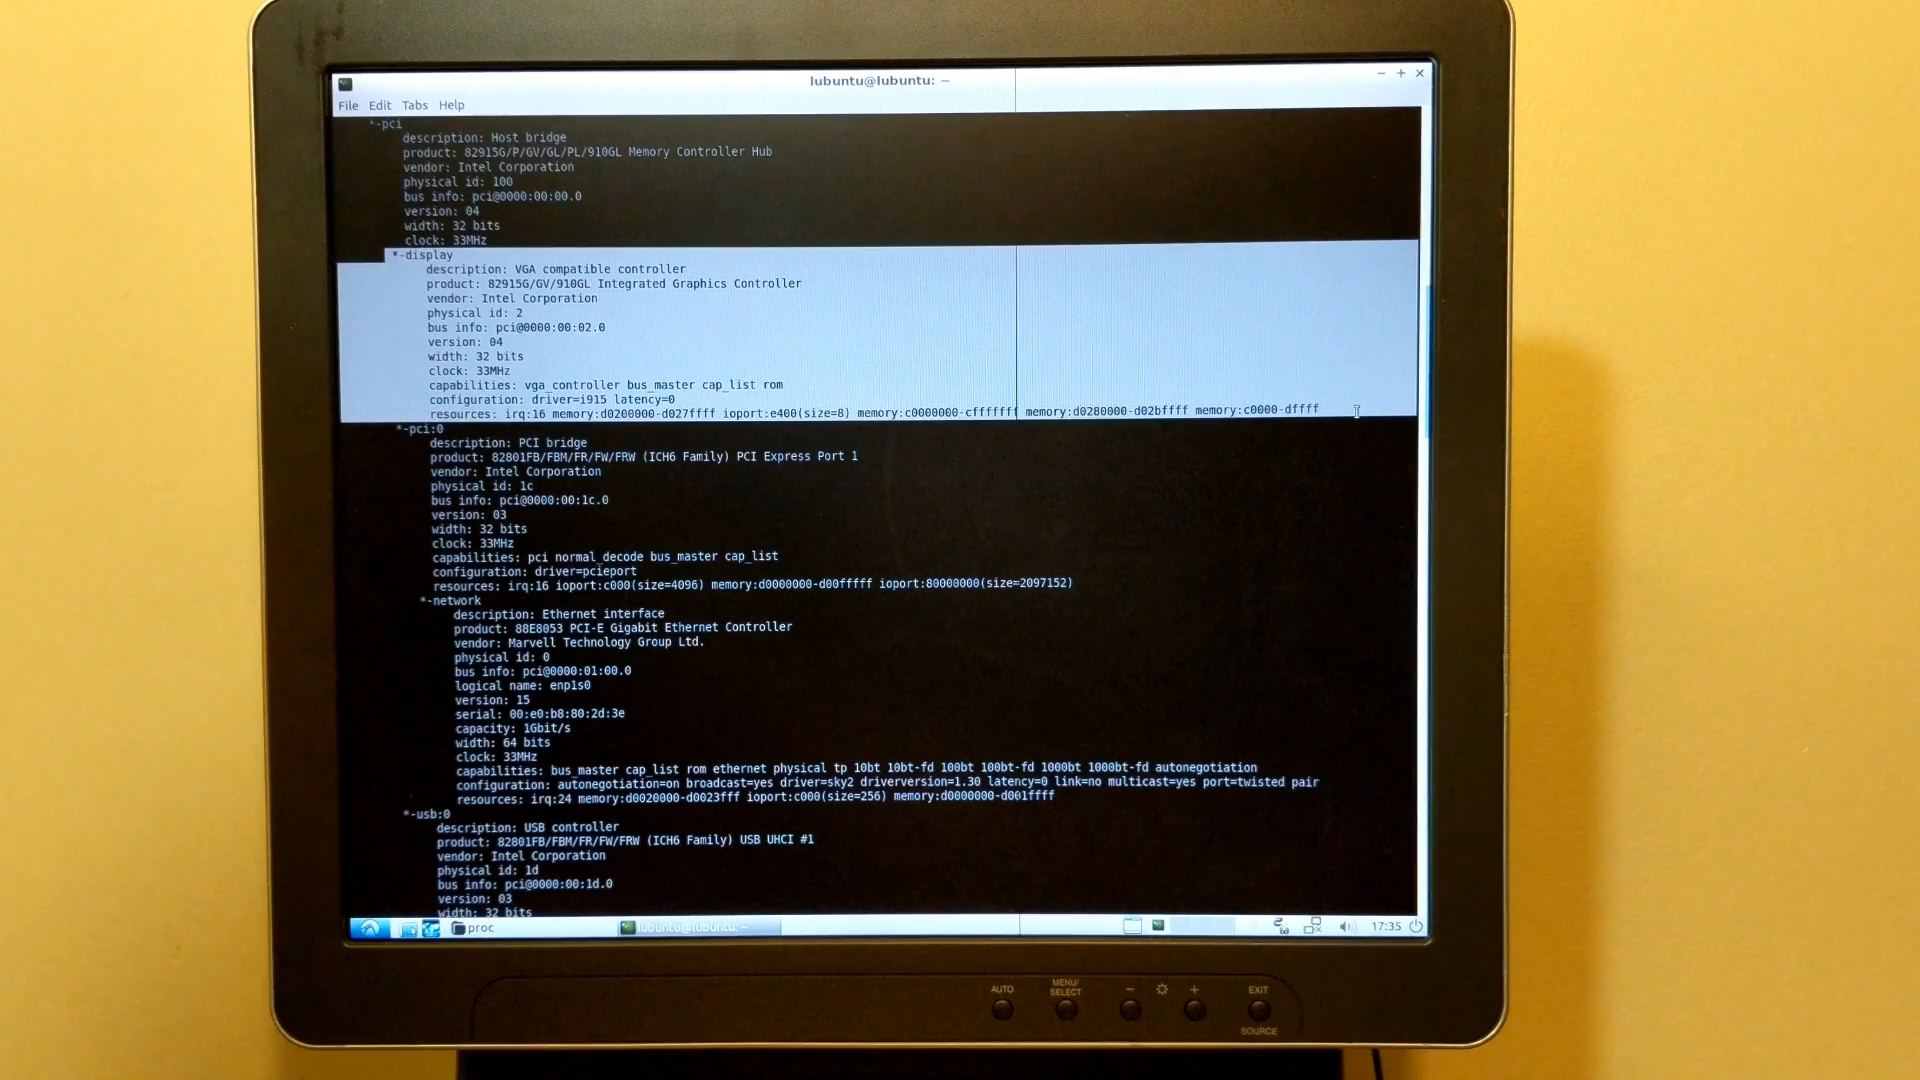 lubuntu@lubuntu: ~
File Edit Tabs Help
*-pci
description: Host bridge
product: 82915G/P/GV/GL/PL/910GL Memory Controller Hub
vendor: Intel Corporation
physical id: 100
bus info: pci@0000:00:00.0
version: 04
width: 32 bits
clock: 33MHz
*-display
description: VGA compatible controller
product: 82915G/GV/910GL Integrated Graphics Controller
vendor: Intel Corporation
physical id: 2
bus info: pci@0000:00:02.0
version: 04
width: 32 bits
clock: 33MHz
capabilities: vga_controller bus_master cap_list rom
configuration: driver=i915 latency=0
resources: irq:16 memory:d0200000-d027ffff ioport:e400(size=8) memory:c0000000-cfffffff memory:d0280000-d02bffff memory:c0000-dffff
*-pci:0
description: PCI bridge
product: 82801FB/FBM/FR/FW/FRW (ICH6 Family) PCI Express Port 1
vendor: Intel Corporation
physical id: 1c
bus info: pci@0000:00:1c.0
version: 03
width: 32 bits
clock: 33MHz
capabilities: pci normal_decode bus_master cap_list
configuration: driver=pcieport
resources: irq:16 ioport:c000(size=4096) memory:d0000000-d00fffff ioport:80000000(size=2097152)
*-network
description: Ethernet interface
product: 88E8053 PCI-E Gigabit Ethernet Controller
vendor: Marvell Technology Group Ltd.
physical id: 0
bus info: pci@0000:01:00.0
logical name: enp1s0
version: 15
serial: 00:e0:b8:80:2d:3e
capacity: 1Gbit/s
width: 64 bits
clock: 33MHz
capabilities: bus_master cap_list rom ethernet physical tp 10bt 10bt-fd 100bt 100bt-fd 1000bt 1000bt-fd autonegotiation
configuration: autonegotiation=on broadcast=yes driver=sky2 driverversion=1.30 latency=0 link=no multicast=yes port=twisted pair
resources: irq:24 memory:d0020000-d0023fff ioport:c000(size=256) memory:d0000000-d001ffff
*-usb:0
description: USB controller
product: 82801FB/FBM/FR/FW/FRW (ICH6 Family) USB UHCI #1
vendor: Intel Corporation
physical id: 1d
bus info: pci@0000:00:1d.0
version: 03
width: 32 bits
proc
lubuntu@lubuntu: ~
17:35
AUTO
MENU/
SELECT
- +
EXIT
SOURCE